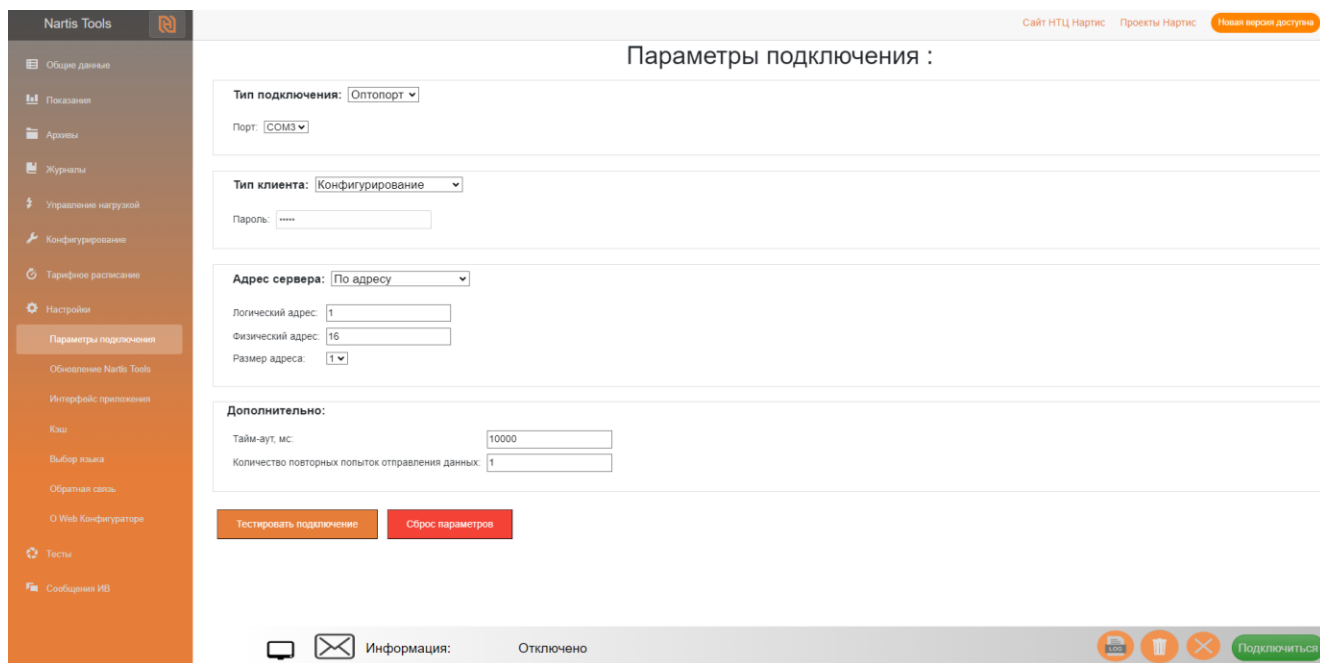 Nartis Tools
Сайт НТЦ Нартис Проекты Нартис Новая версия доступна
Общие данные
Показания
Архивы
Журналы
Управление нагрузкой
Конфигурирование
Тарифное расписание
Настройки
Параметры подключения
Обновление Nartis Tools
Интерфейс приложения
Кэш
Выбор языка
Обратная связь
О Web Конфигураторе
Тесты
Сообщения ИВ
Параметры подключения :
Тип подключения: Оптопорт
Порт: COM3
Тип клиента: Конфигурирование
Пароль: •••••
Адрес сервера: По адресу
Логический адрес: 1
Физический адрес: 16
Размер адреса: 1
Дополнительно:
Тайм-аут, мс: 10000
Количество повторных попыток отправления данных: 1
Тестировать подключение Сброс параметров
Информация: Отключено LOG Подключиться